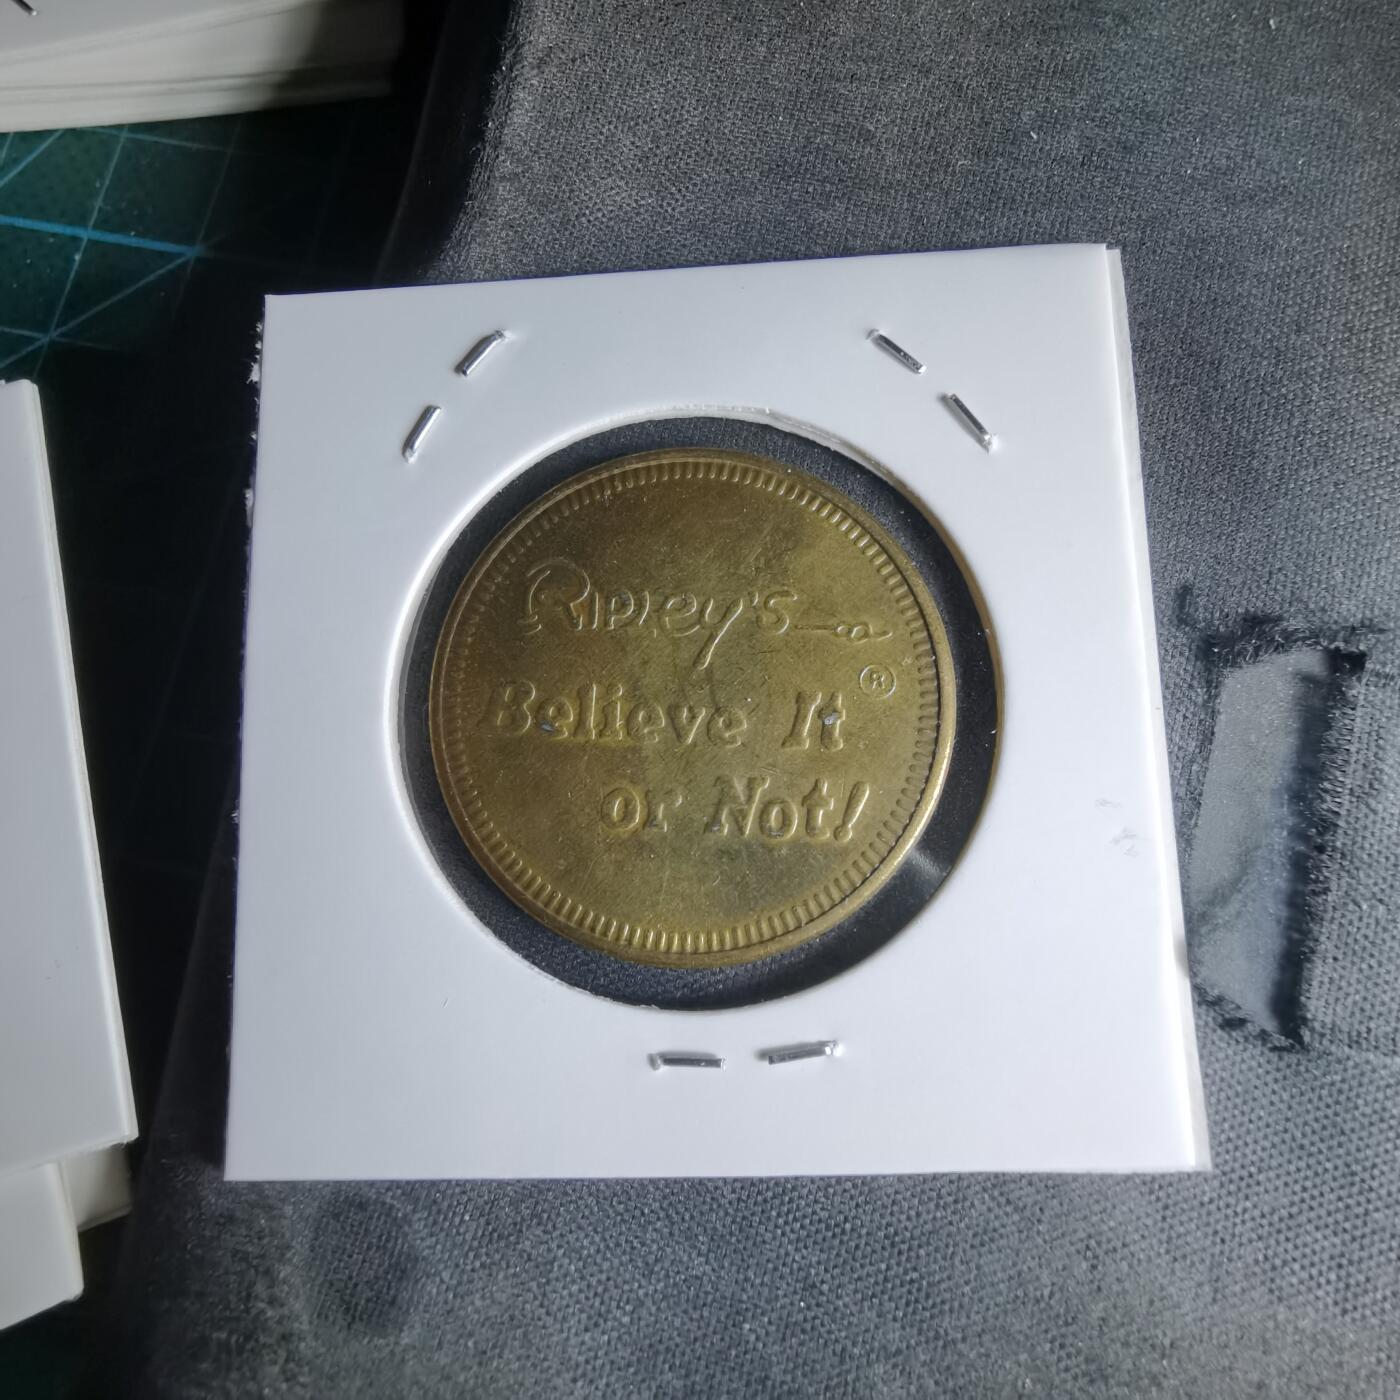 Ripley's
Believe It ®
or Not!